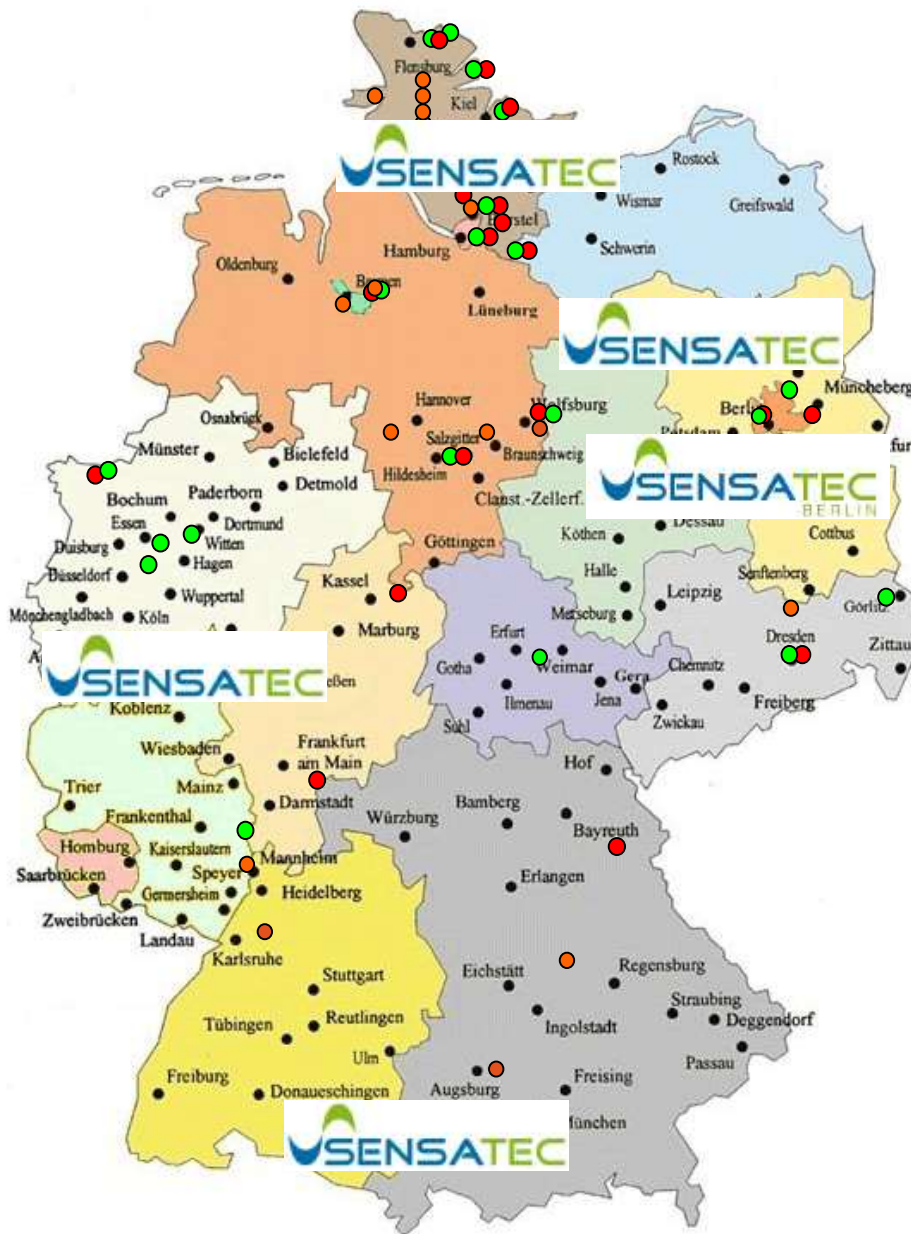 Flensburg
Kiel
SENSATEC
Rostock
Wismar
Greifswald
Hamburg
Schwerin
Oldenburg
Lüneburg
SENSATEC
Müncheberg
Hannover
Wolfsburg
Osnabrück
Salzgitter
Münster
Bielefeld
Hildesheim
Braunschweig
SENSATEC
BERLIN
Detmold
Bochum
Paderborn
Claust.-Zellerf.
Essen
Dortmund
Dessau
Duisburg
Witten
Köthen
Cottbus
Göttingen
Hagen
Düsseldorf
Kassel
Halle
Senftenberg
Wuppertal
Leipzig
Görlitz
Mönchengladbach
Köln
Merseburg
Marburg
Erfurt
Dresden
Zittau
SENSATEC
Gotha
Weimar
Gera
Chemnitz
Ilmenau
Jena
Freiberg
Koblenz
Suhl
Zwickau
Wiesbaden
Frankfurt
am Main
Hof
Trier
Mainz
Darmstadt
Bamberg
Frankenthal
Würzburg
Bayreuth
Homburg
Kaiserslautern
Mannheim
Saarbrücken
Speyer
Erlangen
Germersheim
Heidelberg
Zweibrücken
Landau
Karlsruhe
Stuttgart
Eichstätt
Regensburg
Straubing
Tübingen
Reutlingen
Ingolstadt
Deggendorf
Ulm
Passau
Freiburg
Donaueschingen
Augsburg
Freising
SENSATEC